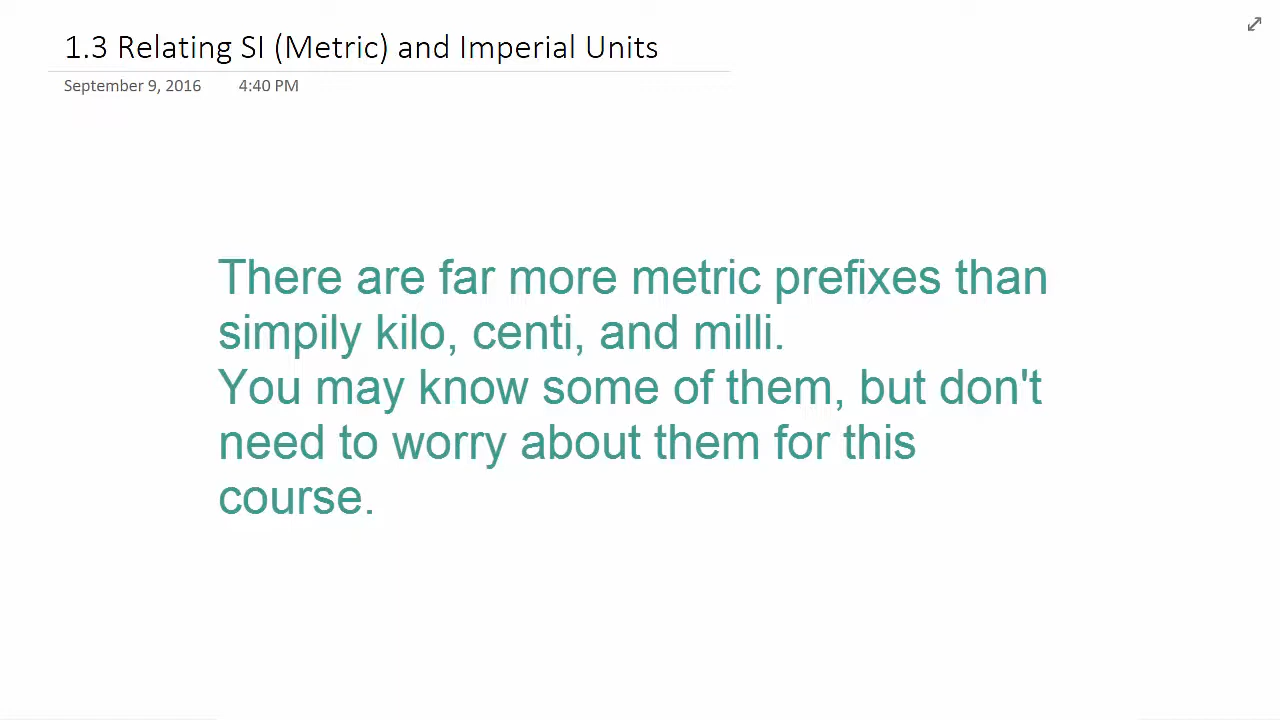 1.3 Relating SI (Metric) and Imperial Units
September 9, 2016 4:40 PM
There are far more metric prefixes than
simpily kilo, centi, and milli.
You may know some of them, but don't
need to worry about them for this
course.